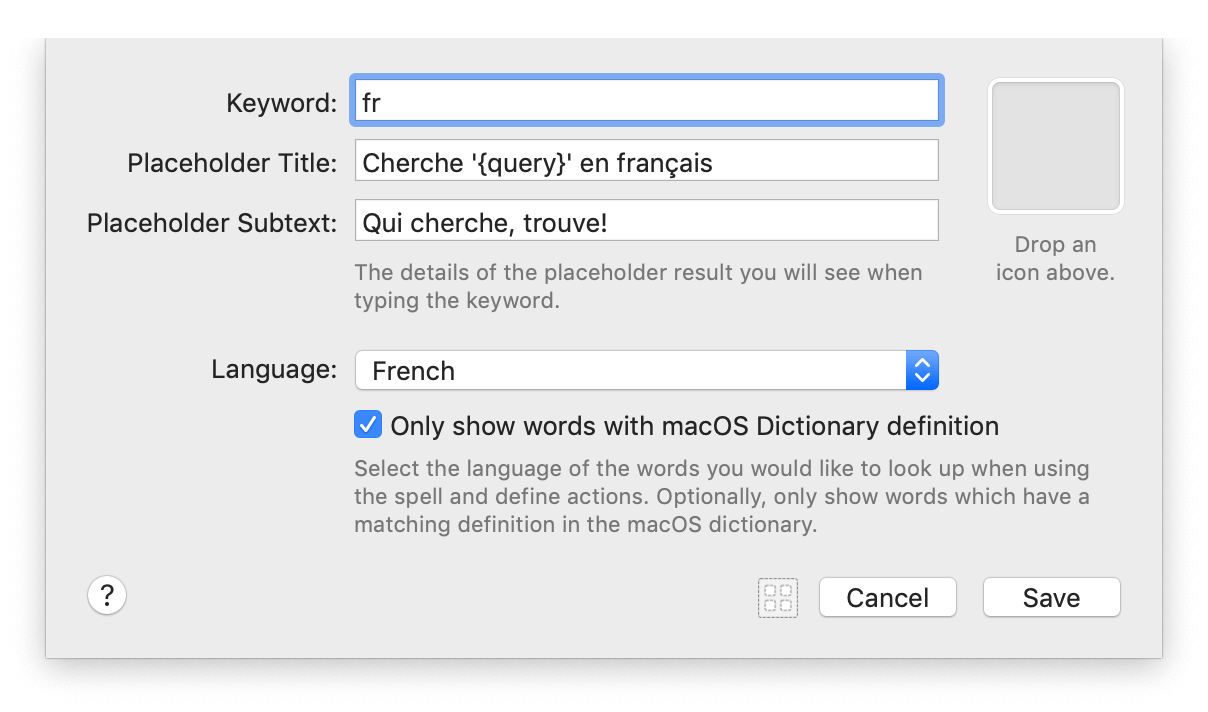 Keyword: fr
Placeholder Title: Cherche '{query}' en français
Placeholder Subtext: Qui cherche, trouve!
Drop an
icon above.
The details of the placeholder result you will see when
typing the keyword.
Language: French
Only show words with macOS Dictionary definition
Select the language of the words you would like to look up when using
the spell and define actions. Optionally, only show words which have a
matching definition in the macOS dictionary.
? Cancel Save